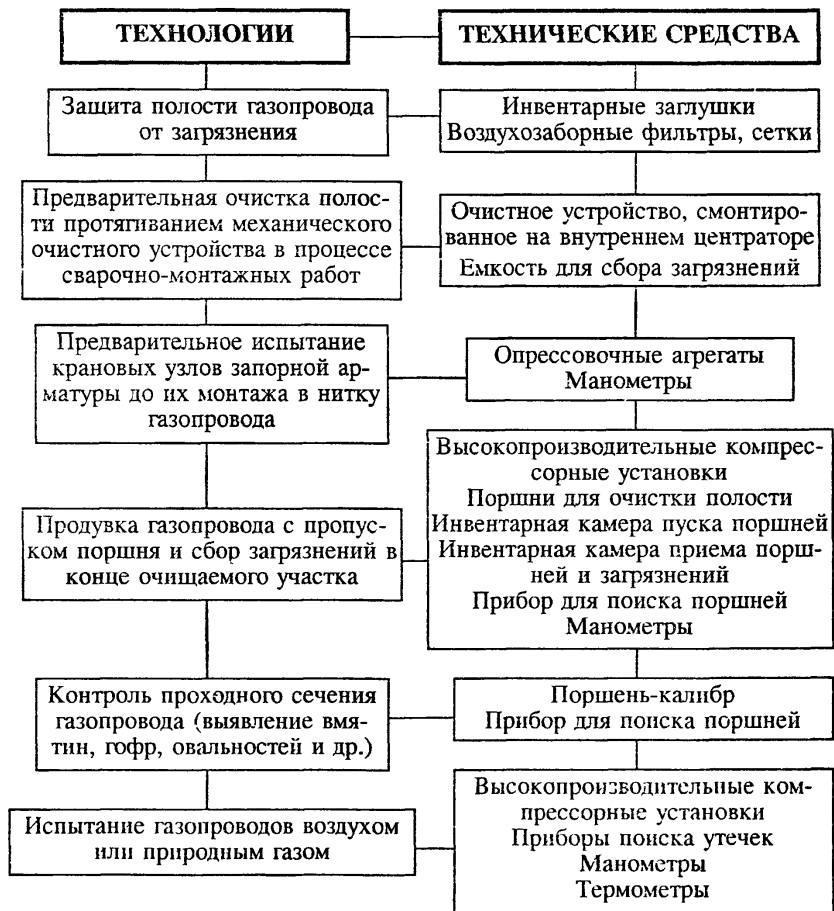 ТЕХНОЛОГИИ
ТЕХНИЧЕСКИЕ СРЕДСТВА
Защита полости газопровода
от загрязнения
Инвентарные заглушки
Воздухозаборные фильтры, сетки
Предварительная очистка полос-
ти протягиванием механического
очистного устройства в процессе
сварочно-монтажных работ
Очистное устройство, смонтиро-
ванное на внутреннем центраторе
Емкость для сбора загрязнений
Предварительное испытание
крановых узлов запорной ар-
матуры до их монтажа в нитку
газопровода
Опрессовочные агрегаты
Манометры
Продувка газопровода с пропус-
ком поршня и сбор загрязнений в
конце очищаемого участка
Высокопроизводительные компрес-
сорные установки
Поршни для очистки полости
Инвентарная камера пуска поршней
Инвентарная камера приема порш-
ней и загрязнений
Прибор для поиска поршней
Манометры
Контроль проходного сечения
газопровода (выявление вмя-
тин, гофр, овальностей и др.)
Поршень-калибр
Прибор для поиска поршней
Испытание газопроводов воздухом
или природным газом
Высокопроизводительные ком-
прессорные установки
Приборы поиска утечек
Манометры
Термометры